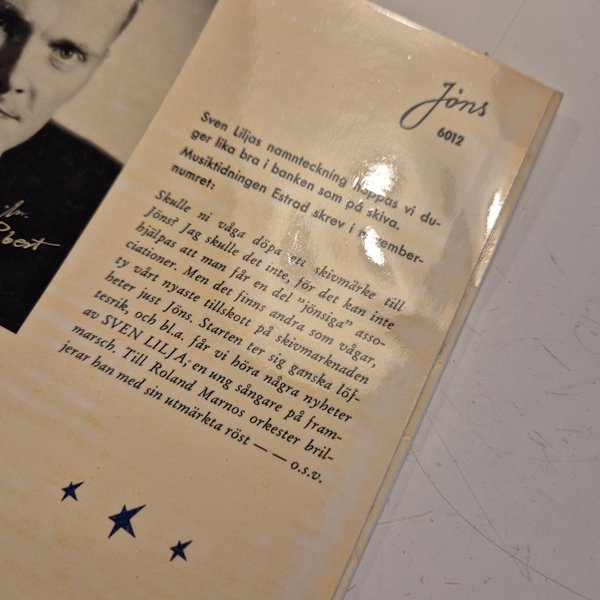 Jöns
6012
Sven Liljas namnteckning hoppas vi du-
ger lika bra i banken som på skiva.
Musiktidningen Estrad skrev i
numret:
Skulle ni våga döpa ett skivmärke till
Jöns? Jag skulle det inte, för det kan inte
hjälpas att man får en del "jönsiga" asso-
ciationer. Men det finns andra som vågar,
ty vårt nyaste tillskott på skivmarknaden
heter just Jöns. Starten ter sig ganska löf-
tesrik, och bl.a. får vi höra några nyheter
av SVEN LILJA: en ung sångare på fram-
marsch. Till Roland Marnos orkester bril-
jerar han med sin utmärkta röst — — o.s.v.